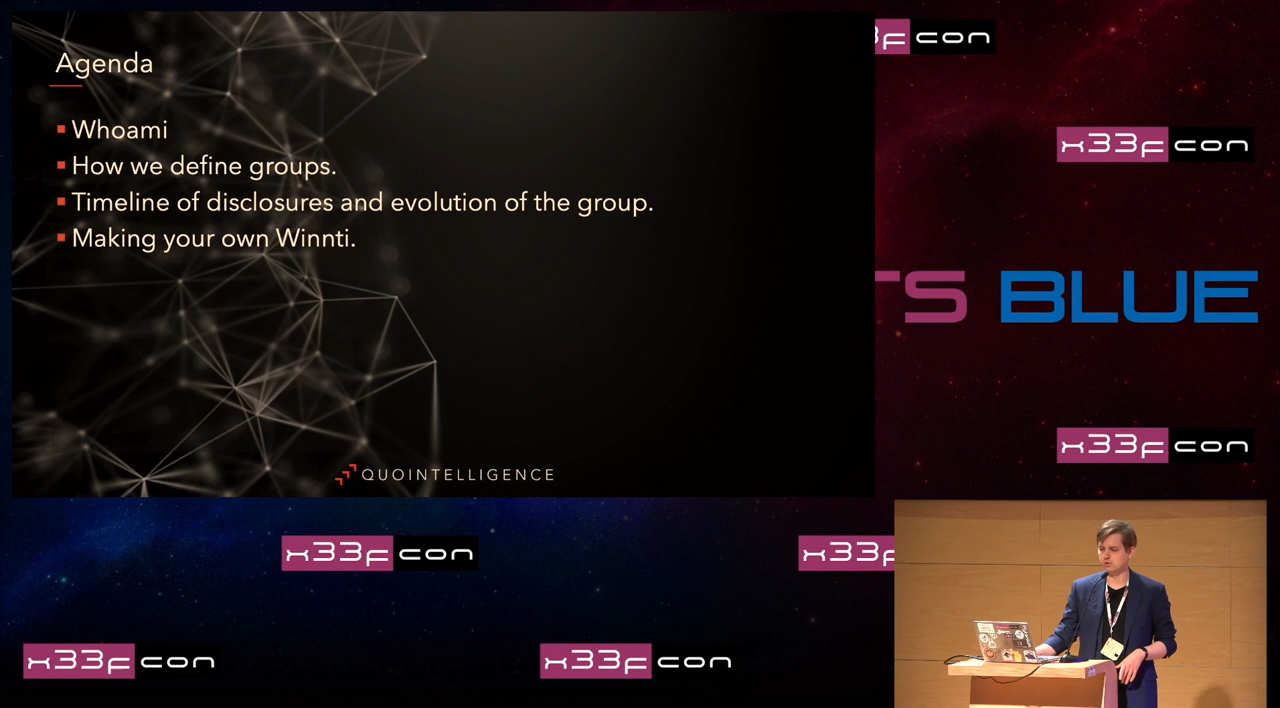 Agenda
Whoami
How we define groups.
Timeline of disclosures and evolution of the group.
Making your own Winnti.
QUOINTELLIGENCE
con
x33fcon
TS BLUE
x33fcon
x33fcon
x33f
x33fcon
x33fcon